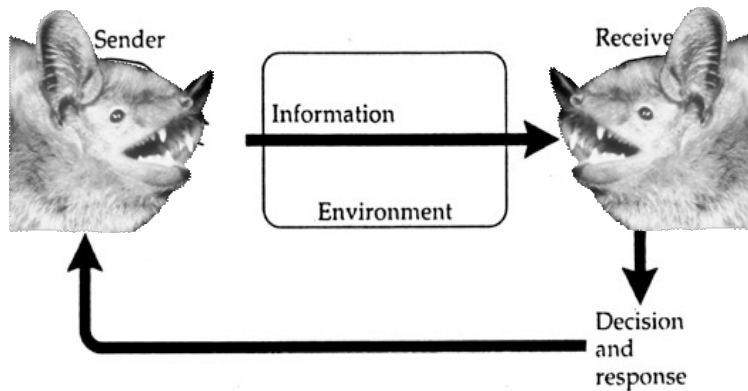 Sender
Receive
Information
Environment
Decision
and
response